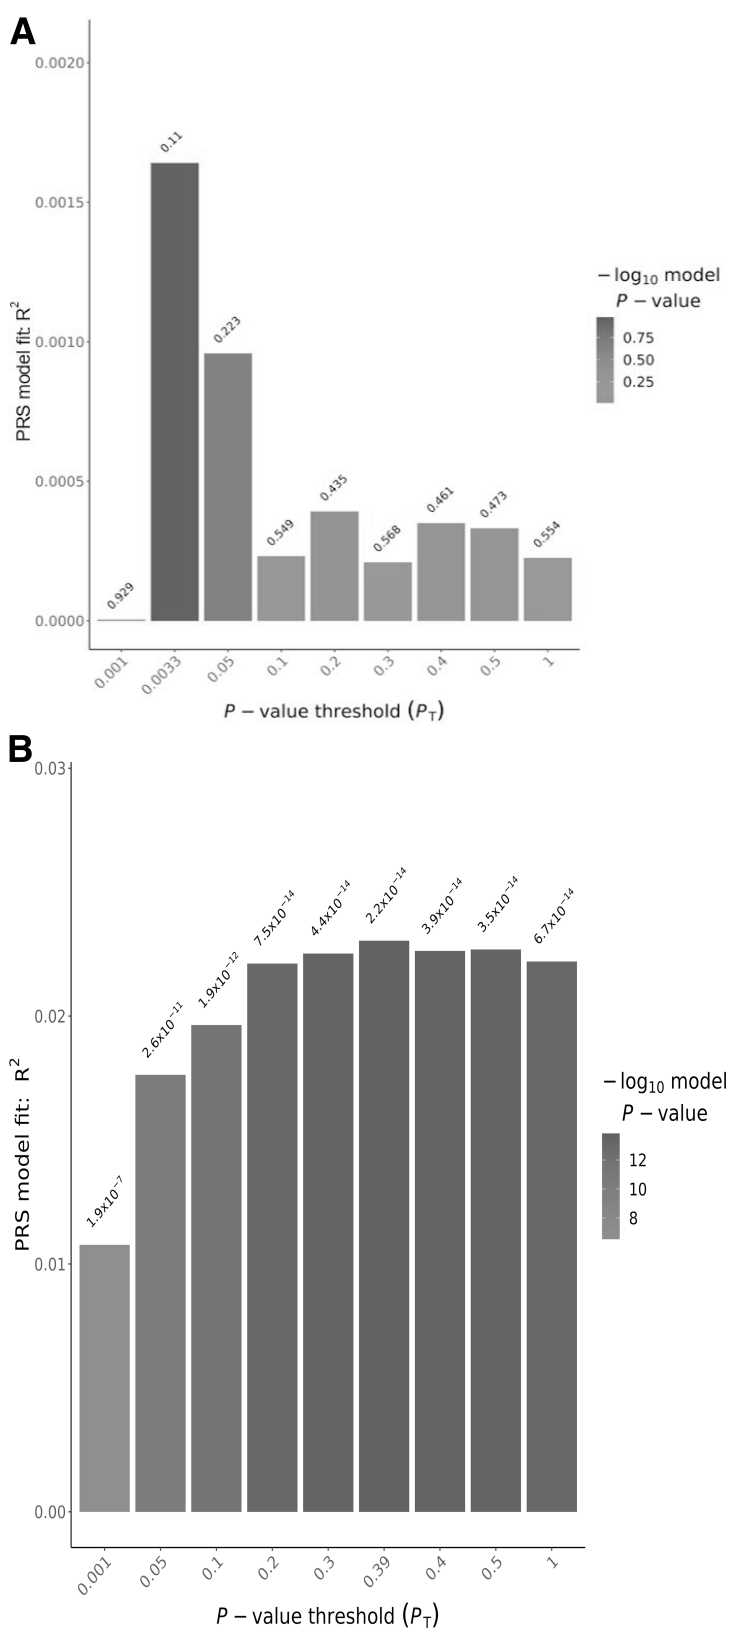 A
0.0020
0.0015
0.0010
0.0005
0.0000
PRS model fit: R²
0.929
0.11
0.223
0.549
0.435
0.568
0.461
0.473
0.554
0.001
0.0033
0.05
0.1
0.2
0.3
0.4
0.5
1
P − value threshold (P_T)
− log₁₀ model
P − value
0.75
0.50
0.25
B
0.03
0.02
0.01
0.00
PRS model fit: R²
1.9x10⁻⁷
2.6x10⁻¹¹
1.9x10⁻¹²
7.5x10⁻¹⁴
4.4x10⁻¹⁴
2.2x10⁻¹⁴
3.9x10⁻¹⁴
3.5x10⁻¹⁴
6.7x10⁻¹⁴
0.001
0.05
0.1
0.2
0.3
0.39
0.4
0.5
1
P − value threshold (P_T)
− log₁₀ model
P − value
12
10
8